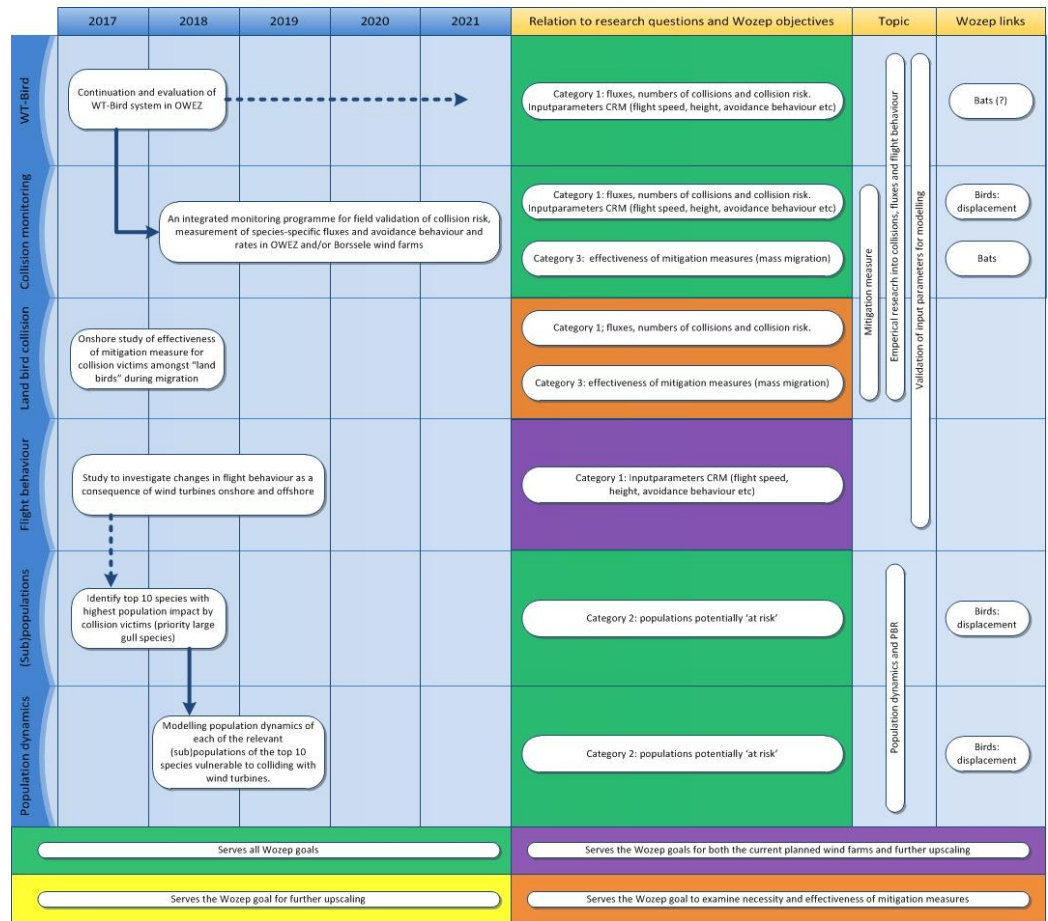 2017 2018 2019 2020 2021 Relation to research questions and Wozep objectives Topic Wozep links
WT-Bird
Continuation and evaluation of
WT-Bird system in OWEZ
Category 1: fluxes, numbers of collisions and collision risk.
Inputparameters CRM (flight speed, height, avoidance behaviour etc)
Bats (?)
Collision monitoring
An integrated monitoring programme for field validation of collision risk,
measurement of species-specific fluxes and avoidance behaviour and
rates in OWEZ and/or Borssele wind farms
Category 1: fluxes, numbers of collisions and collision risk.
Inputparameters CRM (flight speed, height, avoidance behaviour etc)
Category 3: effectiveness of mitigation measures (mass migration)
Birds:
displacement
Bats
Land bird collision
Onshore study of effectiveness
of mitigation measure for
collision victims amongst “land
birds” during migration
Category 1; fluxes, numbers of collisions and collision risk.
Category 3: effectiveness of mitigation measures (mass migration)
Mitigation measure
Emperical reseacrh into collisions, fluxes and flight behaviour
Validation of input parameters for modelling
Flight behaviour
Study to investigate changes in flight behaviour as a
consequence of wind turbines onshore and offshore
Category 1: Inputparameters CRM (flight speed,
height, avoidance behaviour etc)
(Sub)populations
Identify top 10 species with
highest population impact by
collision victims (priority large
gull species)
Category 2: populations potentially ‘at risk’
Birds:
displacement
Population dynamics and PBR
Population dynamics
Modelling population dynamics of
each of the relevant
(sub)populations of the top 10
species vulnerable to colliding with
wind turbines.
Category 2: populations potentially ‘at risk’
Birds:
displacement
Serves all Wozep goals
Serves the Wozep goals for both the current planned wind farms and further upscaling
Serves the Wozep goal for further upscaling
Serves the Wozep goal to examine necessity and effectiveness of mitigation measures